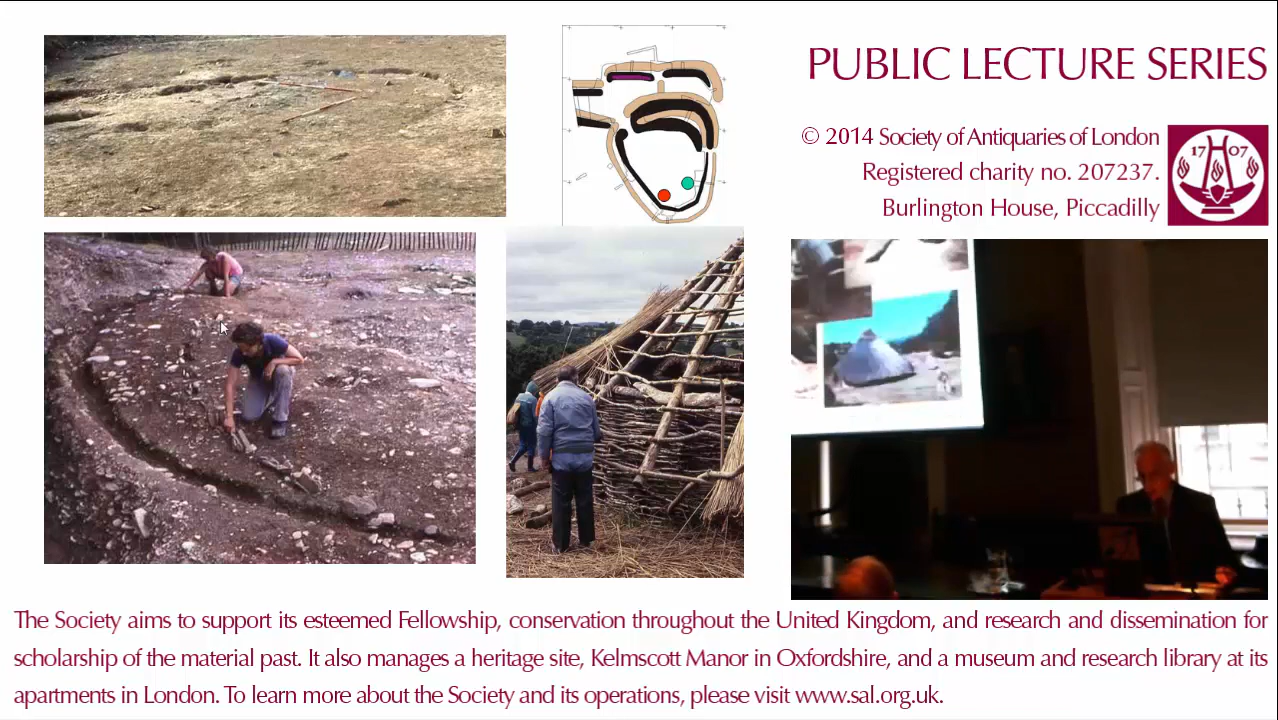 PUBLIC LECTURE SERIES
© 2014 Society of Antiquaries of London
Registered charity no. 207237.
Burlington House, Piccadilly
17 07
The Society aims to support its esteemed Fellowship, conservation throughout the United Kingdom, and research and dissemination for
scholarship of the material past. It also manages a heritage site, Kelmscott Manor in Oxfordshire, and a museum and research library at its
apartments in London. To learn more about the Society and its operations, please visit www.sal.org.uk.